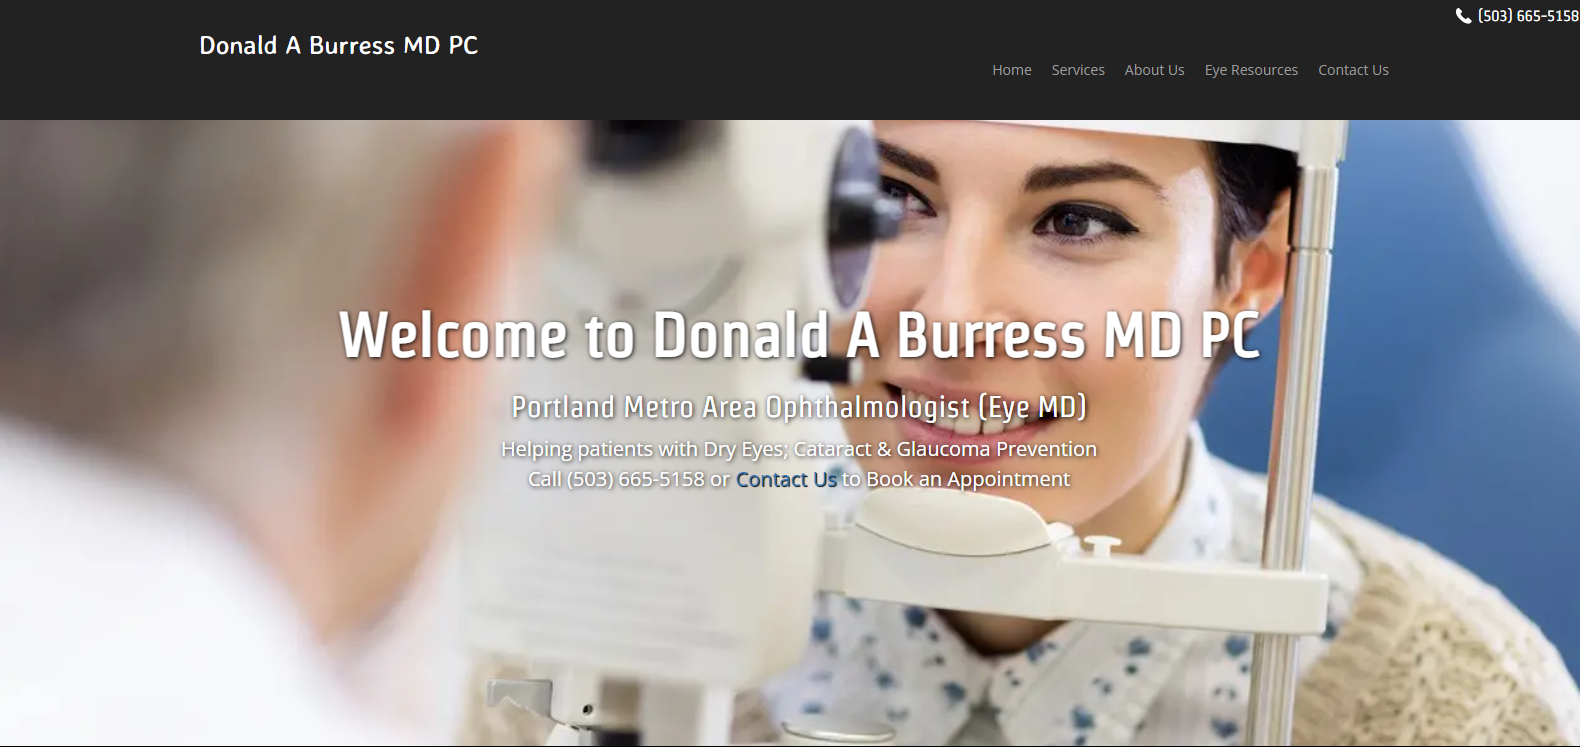 (503) 665-5158
Donald A Burress MD PC
Home Services About Us Eye Resources Contact Us
Welcome to Donald A Burress MD PC
Portland Metro Area Ophthalmologist (Eye MD)
Helping patients with Dry Eyes; Cataract & Glaucoma Prevention
Call (503) 665-5158 or Contact Us to Book an Appointment